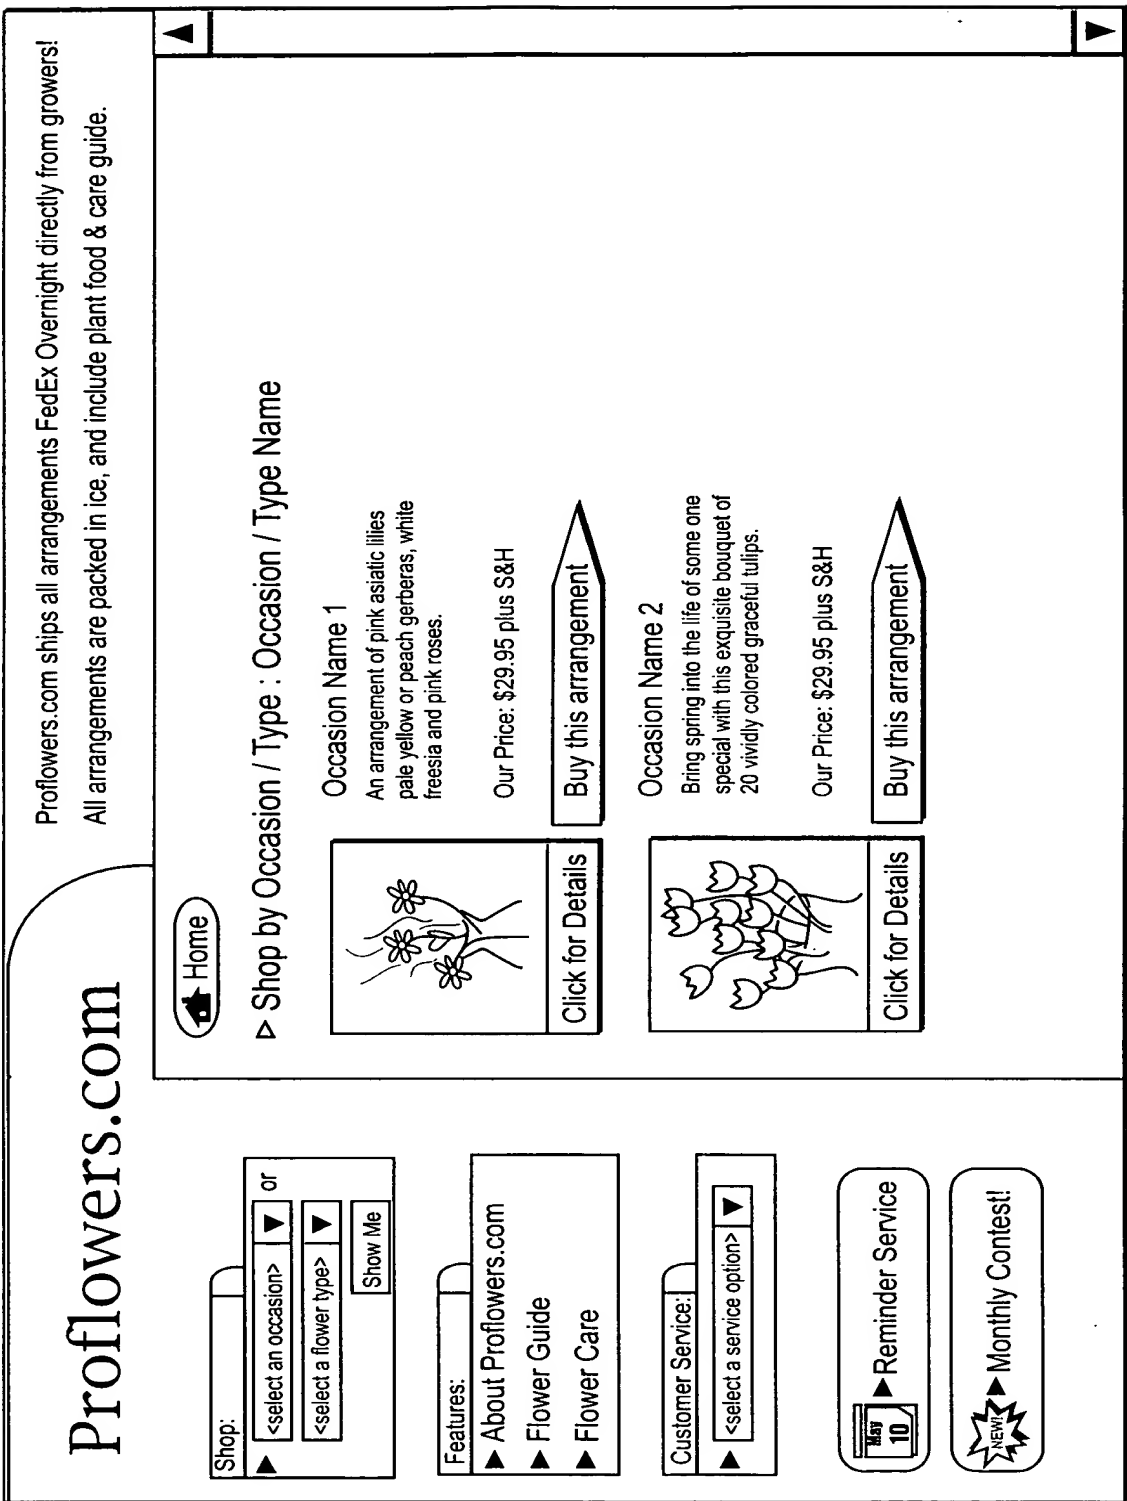 Proflowers.com
Proflowers.com ships all arrangements FedEx Overnight directly from growers!
All arrangements are packed in ice, and include plant food & care guide.
Shop:
<select an occasion>
or
<select a flower type>
Show Me
Features:
About Proflowers.com
Flower Guide
Flower Care
Customer Service:
<select a service option>
May
10
Reminder Service
NEW!
Monthly Contest!
Home
Shop by Occasion / Type : Occasion / Type Name
Occasion Name 1
An arrangement of pink asiatic lilies
pale yellow or peach gerberas, white
freesia and pink roses.
Our Price: $29.95 plus S&H
Click for Details
Buy this arrangement
Occasion Name 2
Bring spring into the life of some one
special with this exquisite bouquet of
20 vividly colored graceful tulips.
Our Price: $29.95 plus S&H
Click for Details
Buy this arrangement